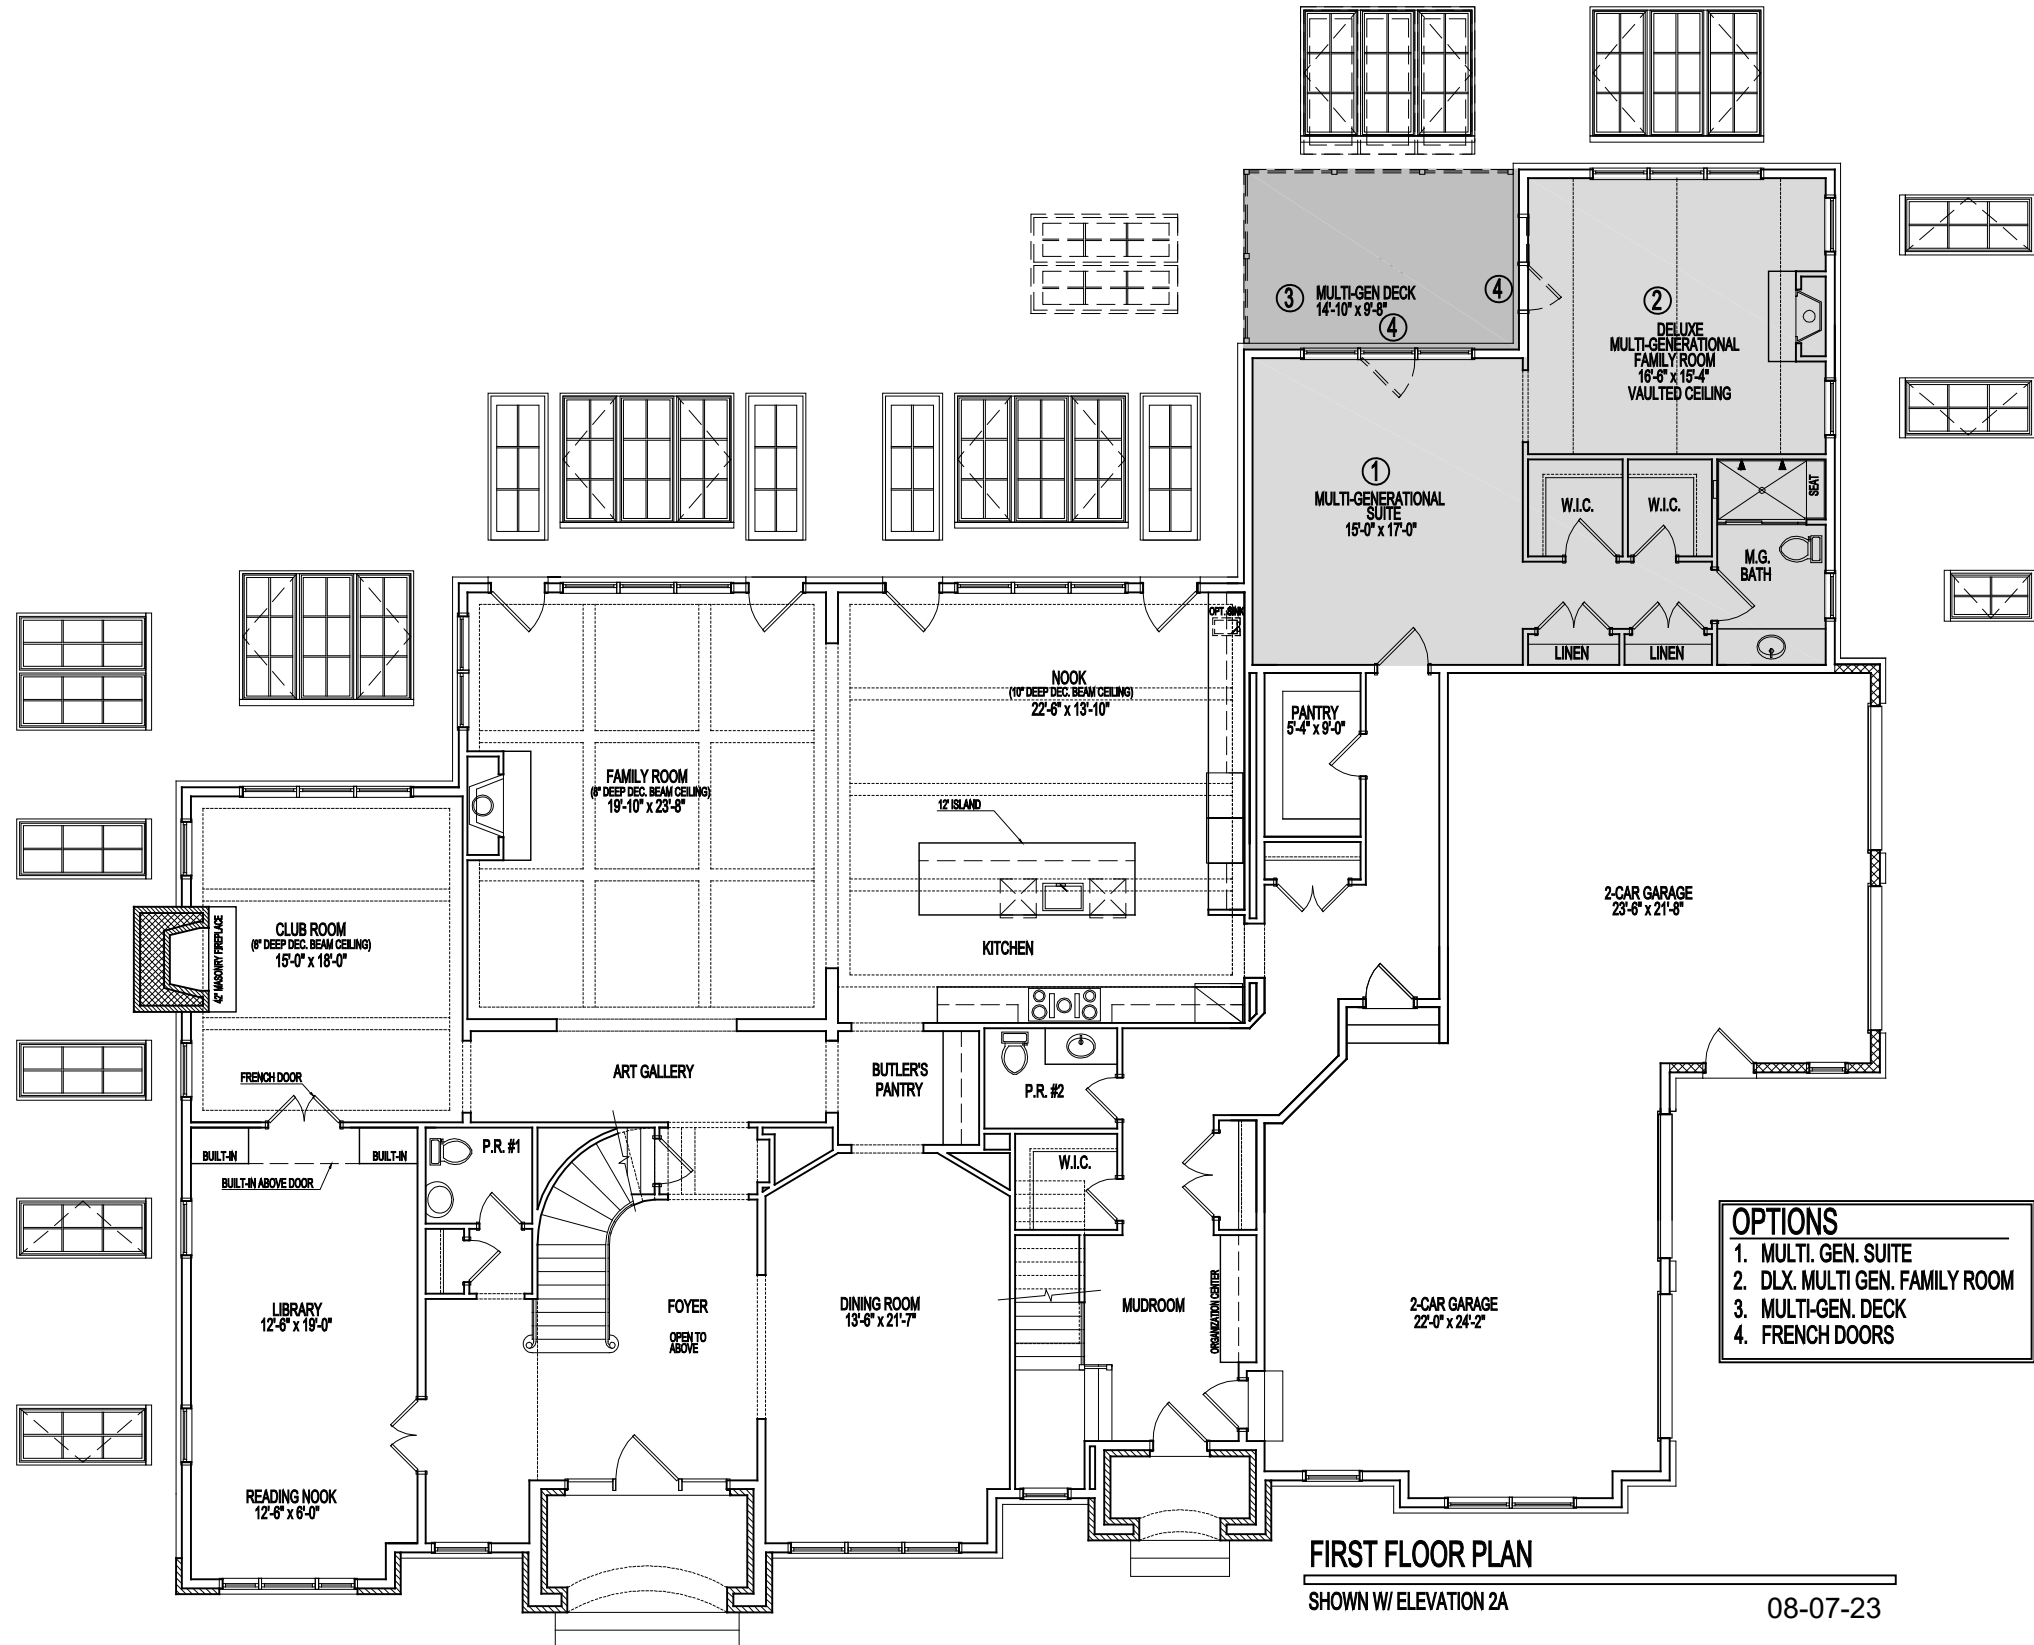 3
MULTI-GEN DECK
14'-10" x 9'-8"
4
4
2
DELUXE
MULTI-GENERATIONAL
FAMILY ROOM
16'-6" x 15'-4"
VAULTED CEILING
1
MULTI-GENERATIONAL
SUITE
15'-0" x 17'-0"
W.I.C.
W.I.C.
SEAT
M.G.
BATH
LINEN
LINEN
OPT. SINK
NOOK
(10" DEEP DEC. BEAM CEILING)
22'-6" x 13'-10"
PANTRY
5'-4" x 9'-0"
FAMILY ROOM
(8" DEEP DEC. BEAM CEILING)
19'-10" x 23'-8"
12' ISLAND
KITCHEN
2-CAR GARAGE
23'-6" x 21'-8"
CLUB ROOM
(6" DEEP DEC. BEAM CEILING)
15'-0" x 18'-0"
42" MASONRY FIREPLACE
FRENCH DOOR
ART GALLERY
BUTLER'S
PANTRY
P.R. #2
BUILT-IN
BUILT-IN
BUILT-IN ABOVE DOOR
P.R. #1
W.I.C.
LIBRARY
12'-6" x 19'-0"
FOYER
OPEN TO
ABOVE
DINING ROOM
13'-6" x 21'-7"
MUDROOM
ORGANIZATION CENTER
2-CAR GARAGE
22'-0" x 24'-2"
READING NOOK
12'-6" x 6'-0"
OPTIONS
1. MULTI. GEN. SUITE
2. DLX. MULTI GEN. FAMILY ROOM
3. MULTI-GEN. DECK
4. FRENCH DOORS
FIRST FLOOR PLAN
SHOWN W/ ELEVATION 2A
08-07-23